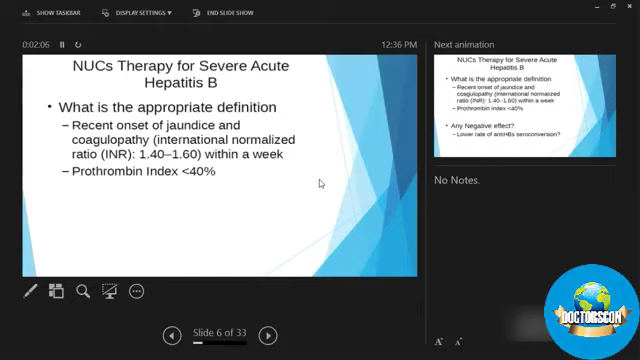 SHOW TASKBAR
DISPLAY SETTINGS
END SLIDE SHOW
0:02:06
12:36 PM
NUCs Therapy for Severe Acute
Hepatitis B
• What is the appropriate definition
– Recent onset of jaundice and
coagulopathy (international normalized
ratio (INR): 1.40–1.60) within a week
– Prothrombin Index <40%
Slide 6 of 33
Next animation
NUCs Therapy for Severe Acute
Hepatitis B
• What is the appropriate definition
– Recent onset of jaundice and
coagulopathy (international normalized
ratio (INR): 1.40–1.60) within a week
– Prothrombin Index <40%
• Any Negative effect?
– Lower rate of antiHBs seroconversion?
No Notes.
A A
DOCTORSCON